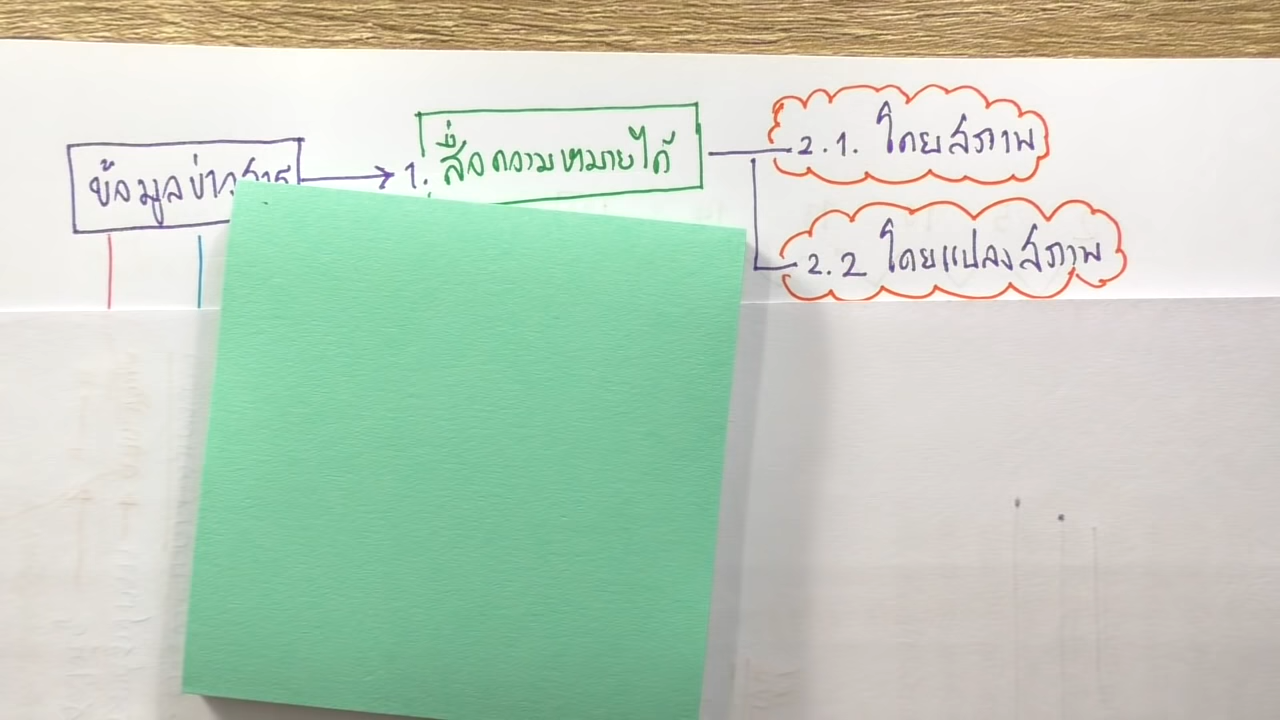 ข้อมูลข่าวสาร
1. สื่อความหมายได้
2.1. โดยสภาพ
2.2 โดยแปลงสภาพ